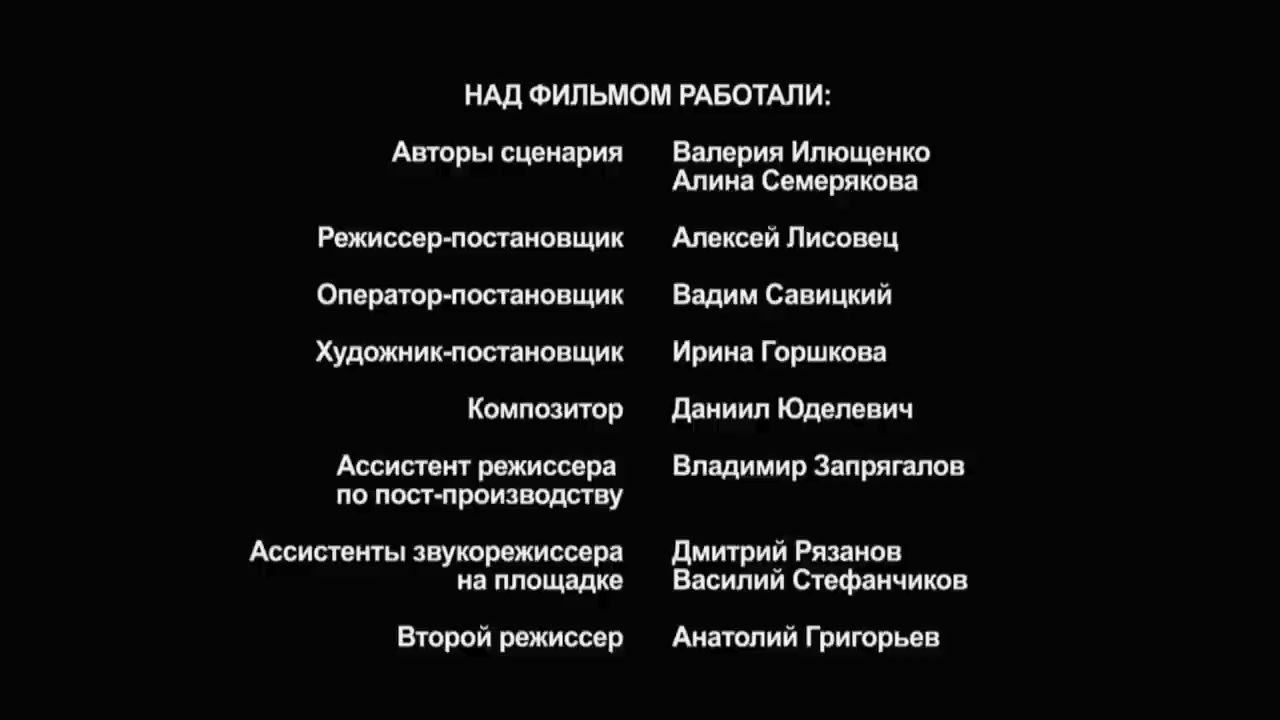 НАД ФИЛЬМОМ РАБОТАЛИ:
Авторы сценария Валерия Илющенко
Алина Семерякова
Режиссер-постановщик Алексей Лисовец
Оператор-постановщик Вадим Савицкий
Художник-постановщик Ирина Горшкова
Композитор Даниил Юделевич
Ассистент режиссера Владимир Запрягалов
по пост-производству
Ассистенты звукорежиссера Дмитрий Рязанов
на площадке Василий Стефанчиков
Второй режиссер Анатолий Григорьев